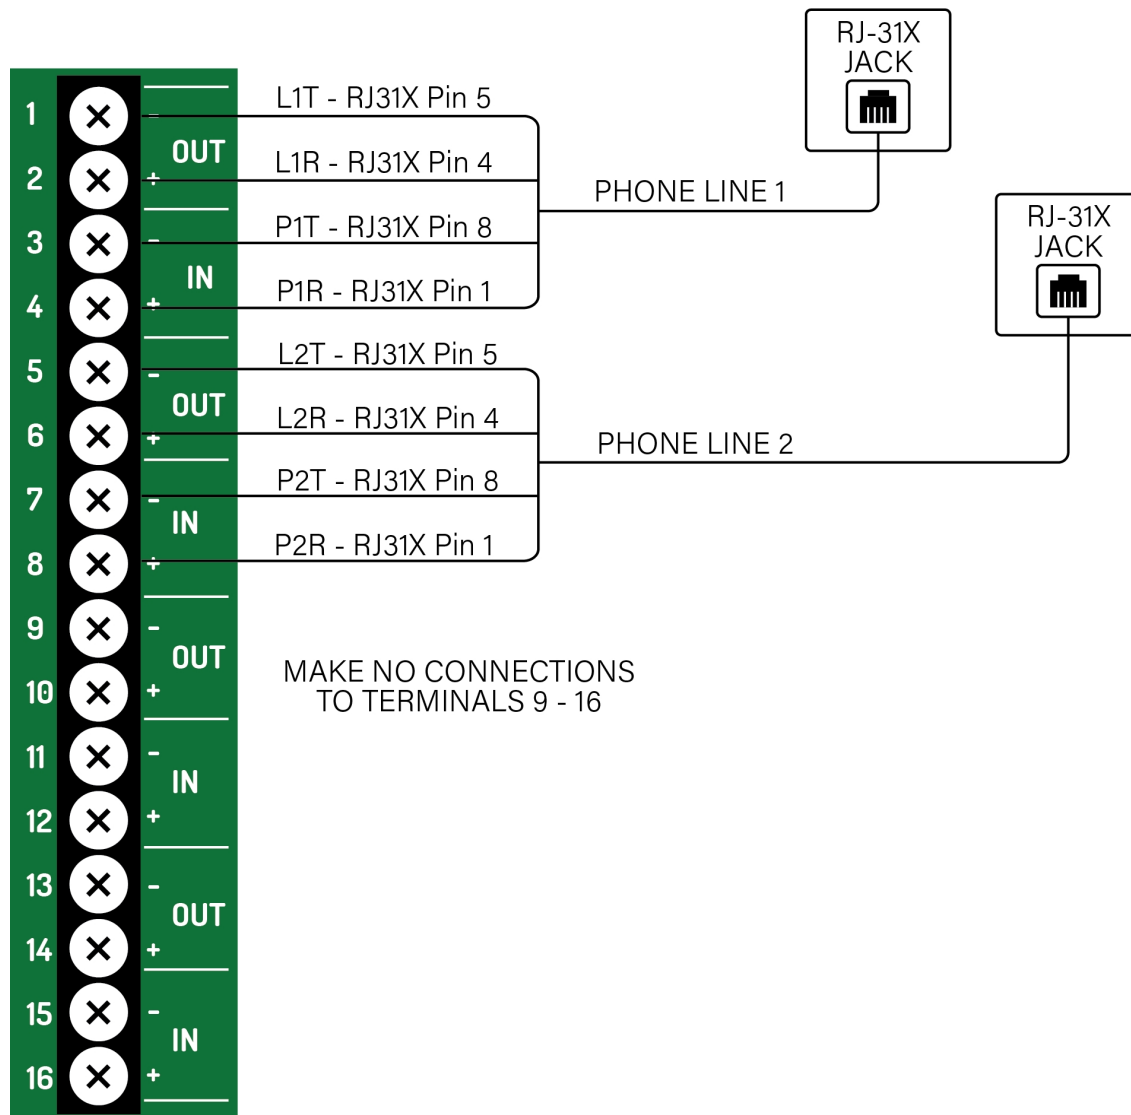 RJ-31X
JACK
RJ-31X
JACK
1
-
L1T - RJ31X Pin 5
OUT
2
+
L1R - RJ31X Pin 4
PHONE LINE 1
3
-
P1T - RJ31X Pin 8
IN
4
+
P1R - RJ31X Pin 1
5
-
L2T - RJ31X Pin 5
OUT
6
+
L2R - RJ31X Pin 4
PHONE LINE 2
7
-
P2T - RJ31X Pin 8
IN
8
+
P2R - RJ31X Pin 1
9
-
OUT
10
+
MAKE NO CONNECTIONS
TO TERMINALS 9 - 16
11
-
IN
12
+
13
-
OUT
14
+
15
-
IN
16
+